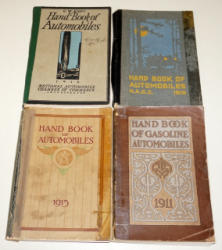 Hand Book of
Automobiles
NATIONAL AUTOMOBILE
CHAMBER OF COMMERCE
HAND BOOK OF
AUTOMOBILES
N.A.C.C.
HAND BOOK
OF
AUTOMOBILES
1915
HAND BOOK
OF GASOLINE
AUTOMOBILES
1911